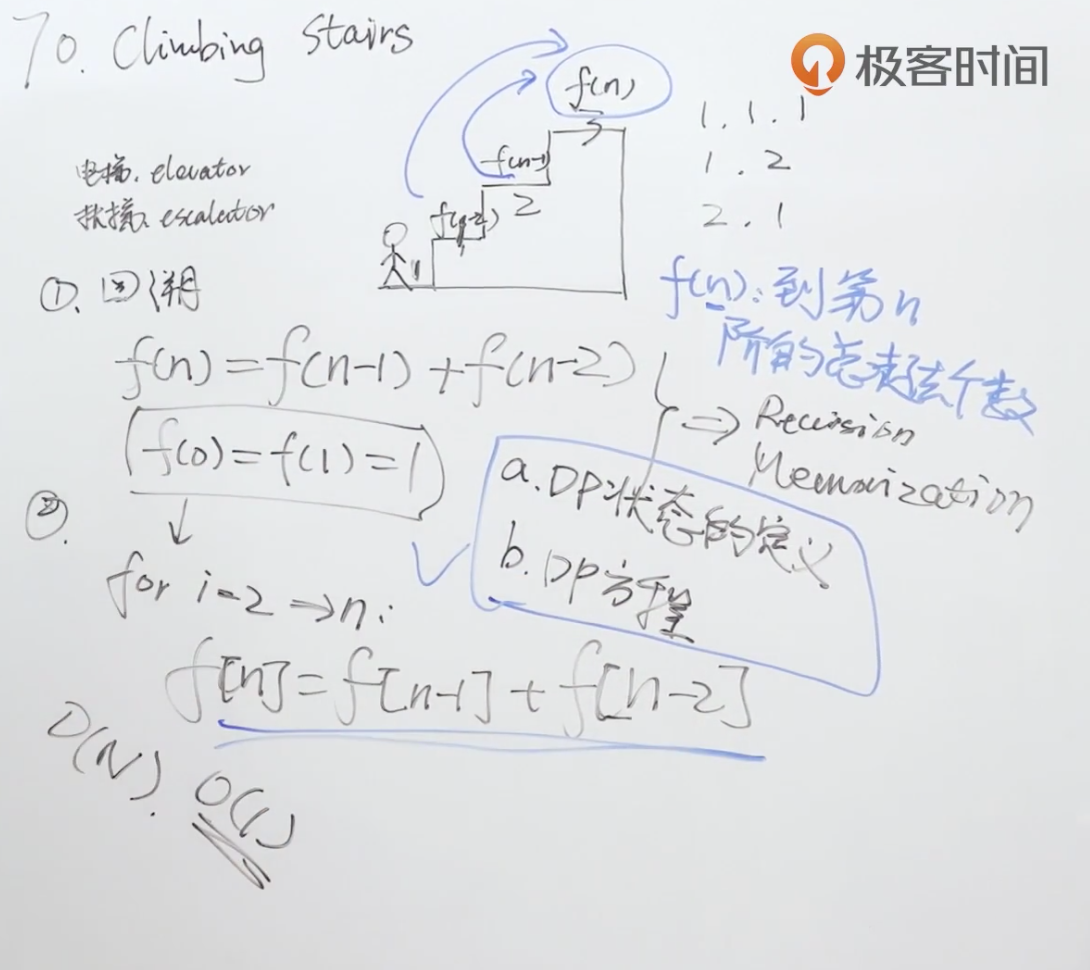 70. Climbing Stairs
极客时间
f(n)
3
f(n-1)
2
f(n-2)
1
1. 1. 1
1. 2
2. 1
电梯. elevator
扶梯. escalator
①. 回溯
f(n): 到第n
阶的总走法个数
f(n) = f(n-1) + f(n-2)
f(0) = f(1) = 1
⇒ Recursion
Memorization
a. DP状态的定义
b. DP方程
②.
for i=2 ⇒ n:
f[n] = f[n-1] + f[n-2]
O(N). O(1)